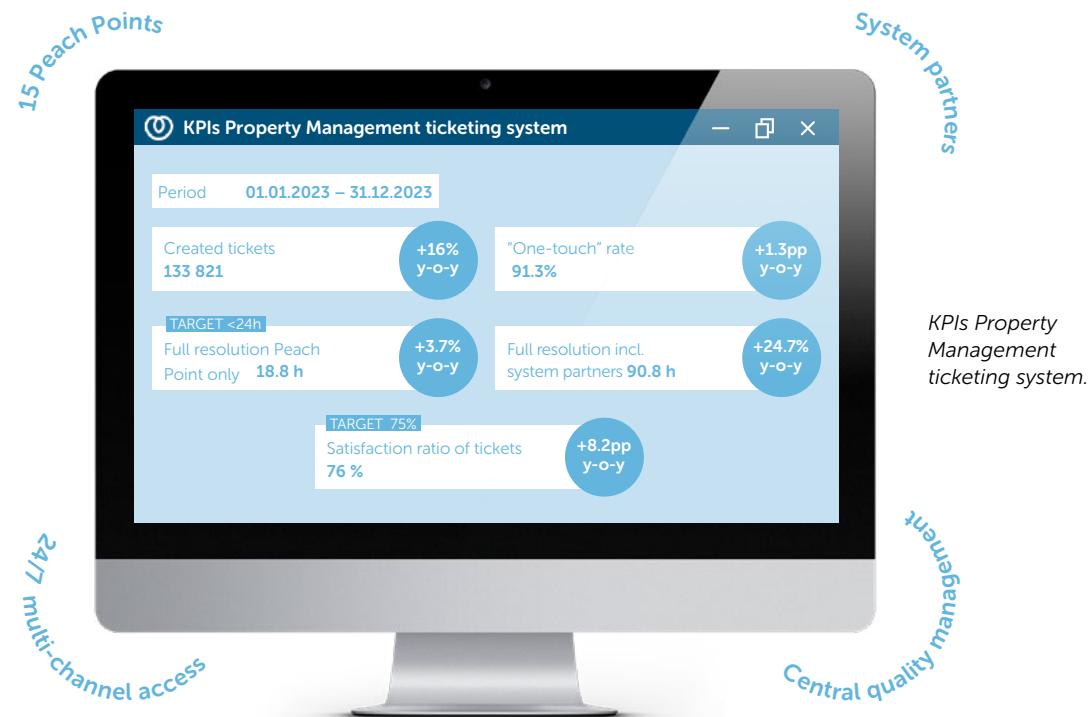 15 Peach Points
System partners
KPIs Property Management ticketing system
Period 01.01.2023 – 31.12.2023
Created tickets
133 821
+16%
y-o-y
"One-touch" rate
91.3%
+1.3pp
y-o-y
TARGET <24h
Full resolution Peach
Point only 18.8 h
+3.7%
y-o-y
Full resolution incl.
system partners 90.8 h
+24.7%
y-o-y
TARGET 75%
Satisfaction ratio of tickets
76 %
+8.2pp
y-o-y
KPIs Property
Management
ticketing system.
24/7 multi-channel access
Central quality management